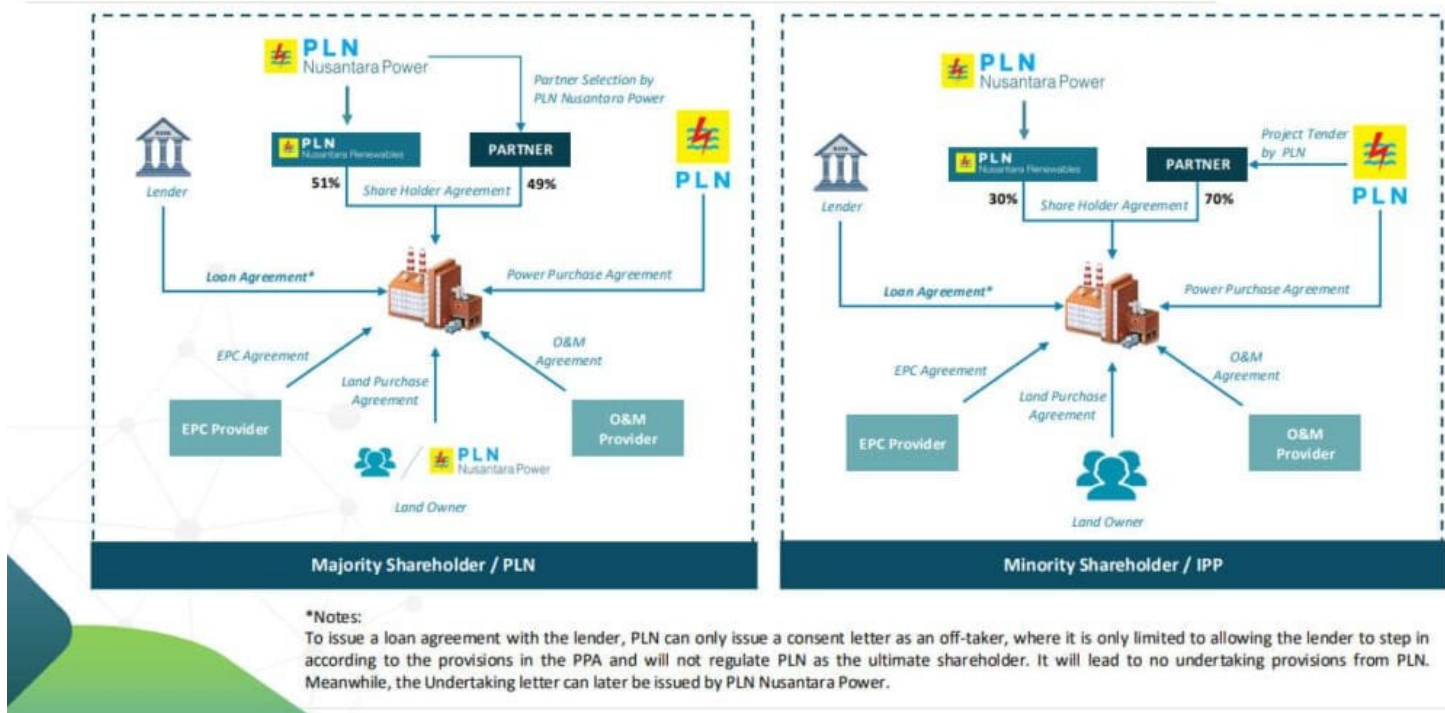 PLN
Nusantara Power
Partner Selection by
PLN Nusantara Power
BANK
Lender
PLN
Nusantara Renewables
PARTNER
51%
Share Holder Agreement
49%
PLN
Loan Agreement*
Power Purchase Agreement
EPC Agreement
Land Purchase
Agreement
O&M
Agreement
EPC Provider
O&M
Provider
/ PLN
Nusantara Power
Land Owner
Majority Shareholder / PLN
PLN
Nusantara Power
BANK
Lender
PLN
Nusantara Renewables
PARTNER
Project Tender
by PLN
30%
Share Holder Agreement
70%
PLN
Loan Agreement*
Power Purchase Agreement
EPC Agreement
Land Purchase
Agreement
O&M
Agreement
EPC Provider
O&M
Provider
Land Owner
Minority Shareholder / IPP
*Notes:
To issue a loan agreement with the lender, PLN can only issue a consent letter as an off-taker, where it is only limited to allowing the lender to step in
according to the provisions in the PPA and will not regulate PLN as the ultimate shareholder. It will lead to no undertaking provisions from PLN.
Meanwhile, the Undertaking letter can later be issued by PLN Nusantara Power.